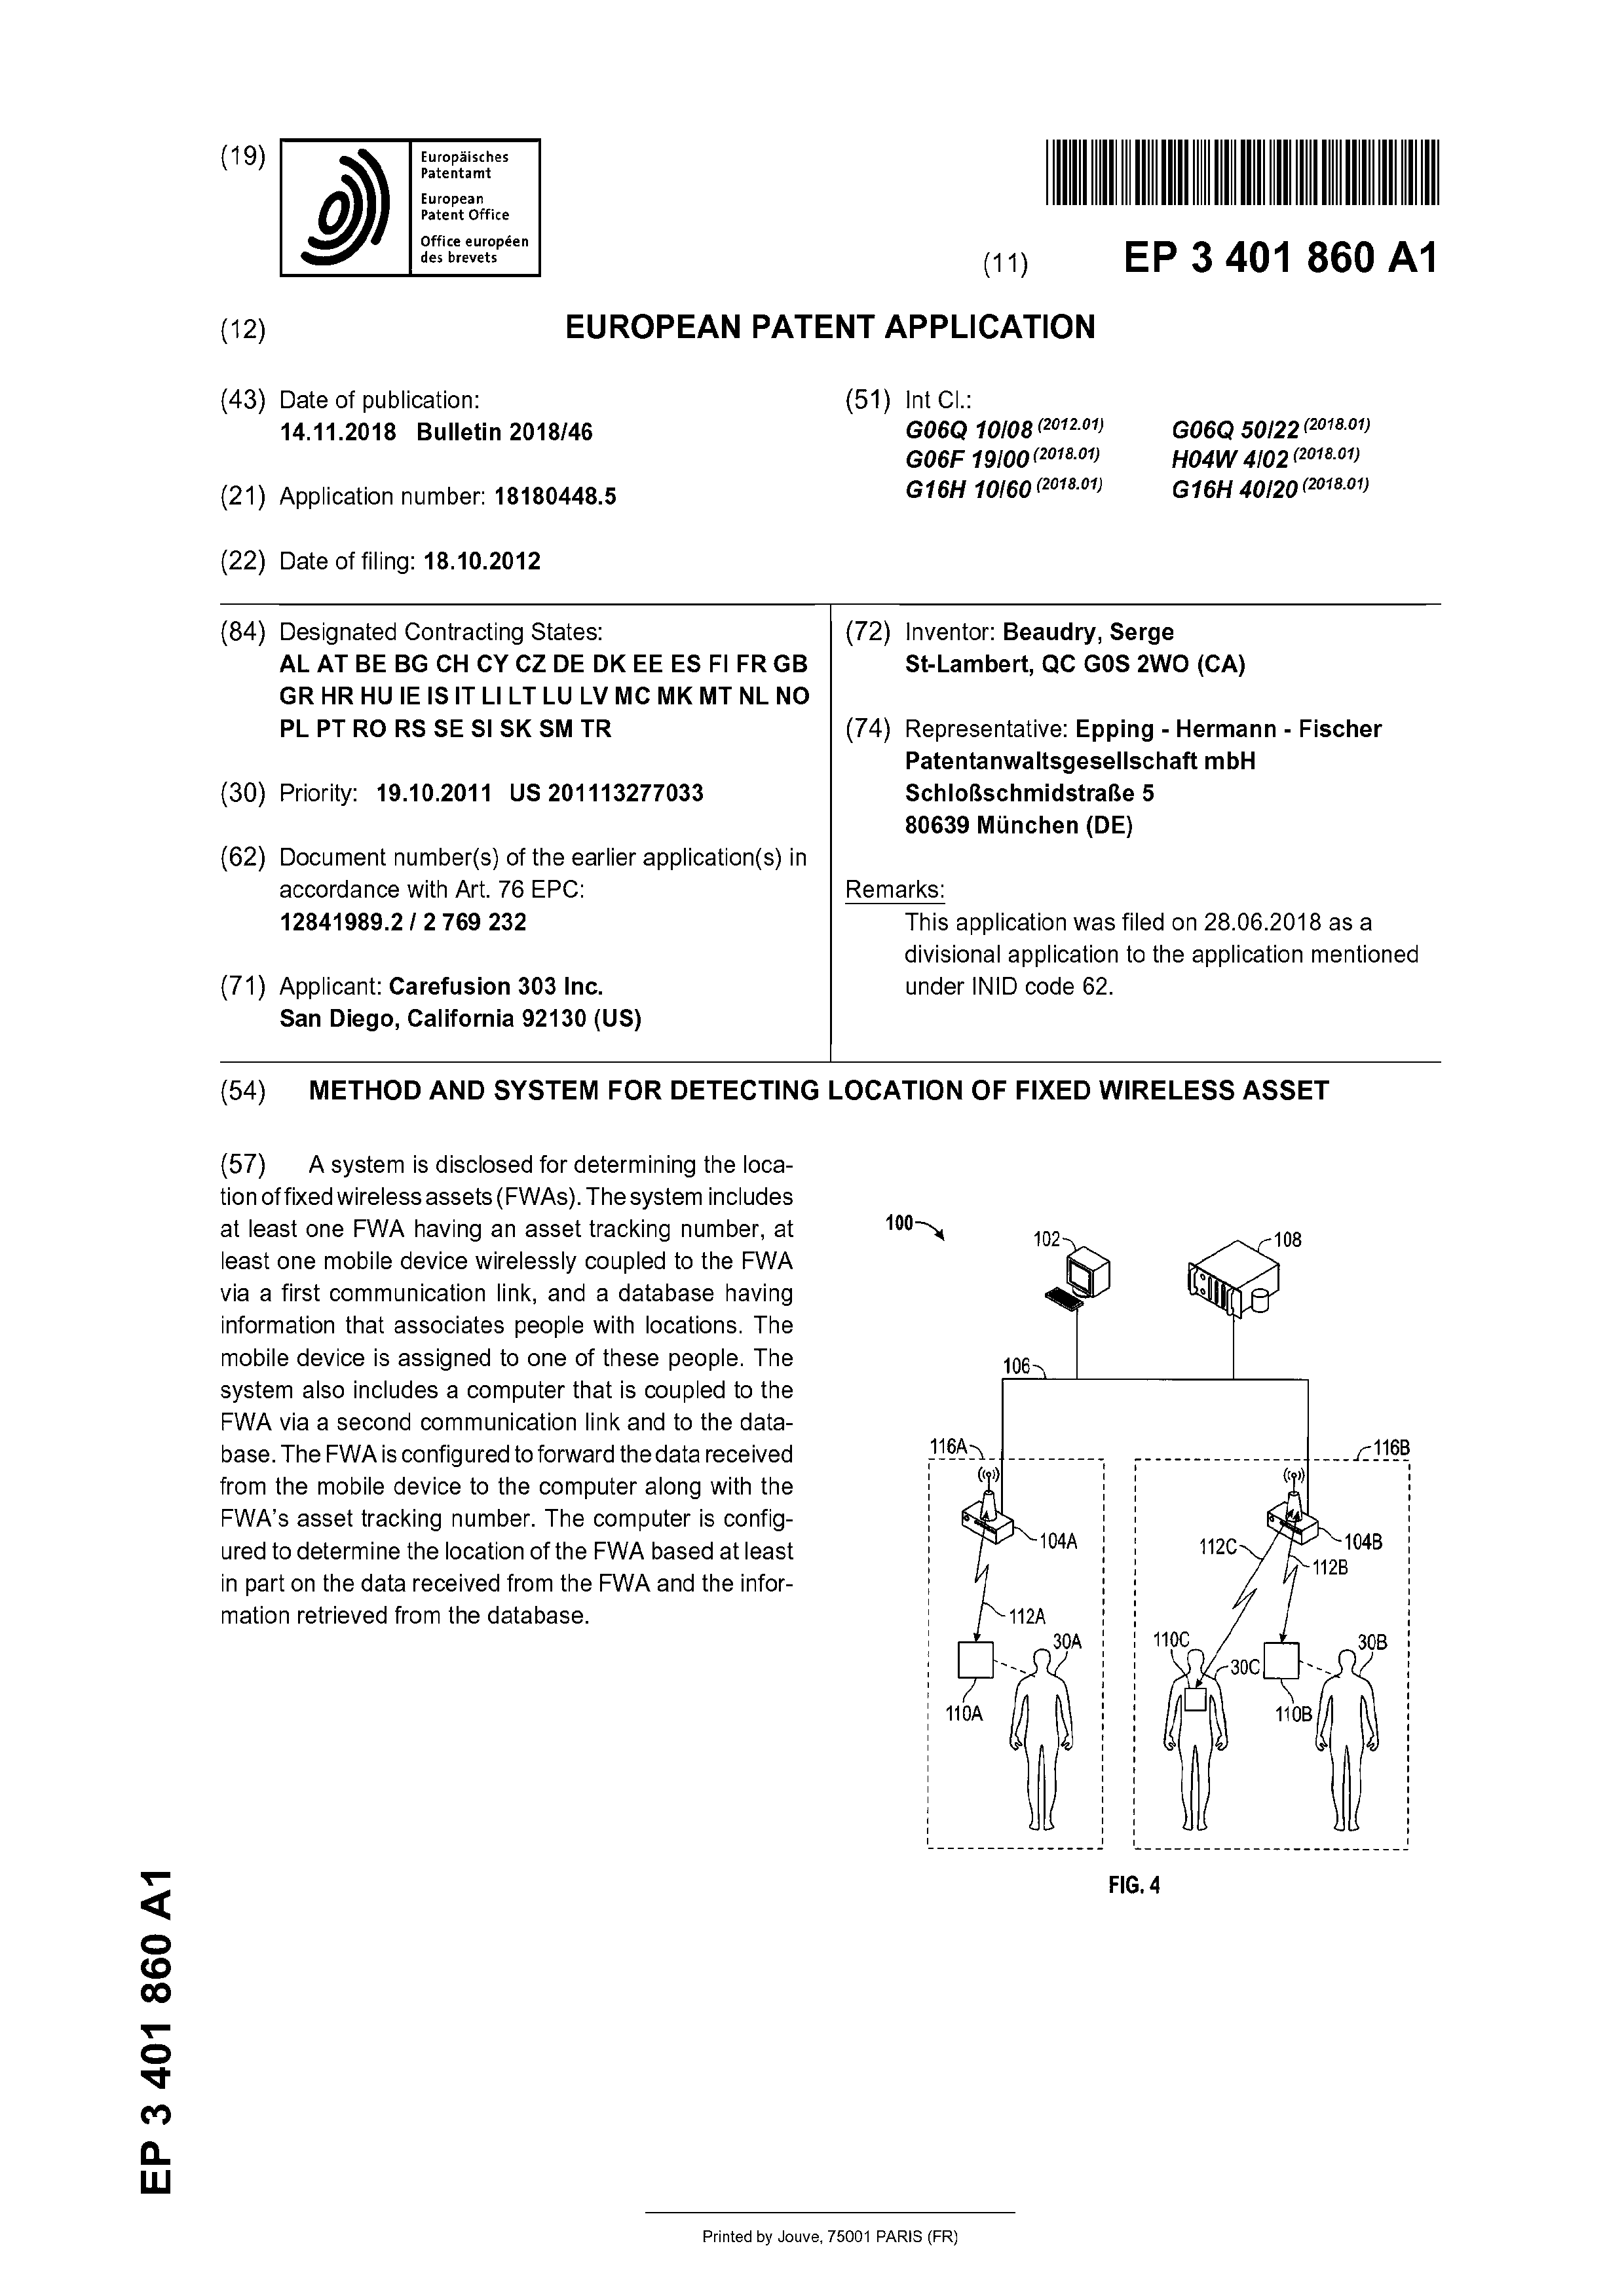 (19)
Europäisches
Patentamt
European
Patent Office
Office européen
des brevets
(11) EP 3 401 860 A1
(12) EUROPEAN PATENT APPLICATION
(43) Date of publication:
14.11.2018 Bulletin 2018/46
(21) Application number: 18180448.5
(22) Date of filing: 18.10.2012
(51) Int Cl.:
G06Q 10/08 (2012.01) G06Q 50/22 (2018.01)
G06F 19/00 (2018.01) H04W 4/02 (2018.01)
G16H 10/60 (2018.01) G16H 40/20 (2018.01)
(84) Designated Contracting States:
AL AT BE BG CH CY CZ DE DK EE ES FI FR GB
GR HR HU IE IS IT LI LT LU LV MC MK MT NL NO
PL PT RO RS SE SI SK SM TR
(30) Priority: 19.10.2011 US 201113277033
(62) Document number(s) of the earlier application(s) in
accordance with Art. 76 EPC:
12841989.2 / 2 769 232
(71) Applicant: Carefusion 303 Inc.
San Diego, California 92130 (US)
(72) Inventor: Beaudry, Serge
St-Lambert, QC G0S 2WO (CA)
(74) Representative: Epping - Hermann - Fischer
Patentanwaltsgesellschaft mbH
Schloßschmidstraße 5
80639 München (DE)
Remarks:
This application was filed on 28.06.2018 as a
divisional application to the application mentioned
under INID code 62.
(54) METHOD AND SYSTEM FOR DETECTING LOCATION OF FIXED WIRELESS ASSET
(57) A system is disclosed for determining the loca-
tion of fixed wireless assets (FWAs). The system includes
at least one FWA having an asset tracking number, at
least one mobile device wirelessly coupled to the FWA
via a first communication link, and a database having
information that associates people with locations. The
mobile device is assigned to one of these people. The
system also includes a computer that is coupled to the
FWA via a second communication link and to the data-
base. The FWA is configured to forward the data received
from the mobile device to the computer along with the
FWA's asset tracking number. The computer is config-
ured to determine the location of the FWA based at least
in part on the data received from the FWA and the infor-
mation retrieved from the database.
100
102
108
106
116A
116B
104A
112C
104B
112B
112A
30A
110C
30C
30B
110A
110B
FIG. 4
EP 3 401 860 A1
Printed by Jouve, 75001 PARIS (FR)